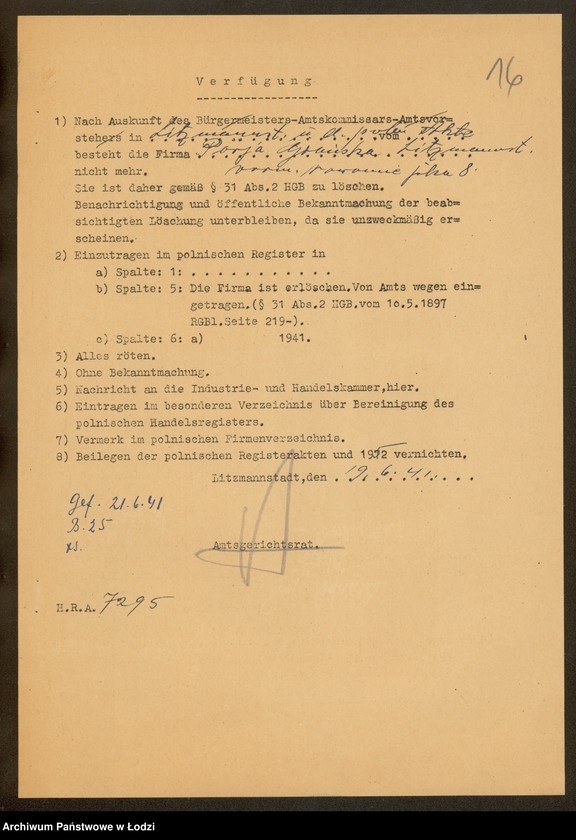 16
Verfügung
1) Nach Auskunft des Bürgermeisters-Amtskommissars-Amtsvor=
stehers in Litzmannst. u. d. vom
besteht die Firma Litzmannst.
nicht mehr. 8.
Sie ist daher gemäß § 31 Abs.2 HGB zu löschen.
Benachrichtigung und öffentliche Bekanntmachung der beab=
sichtigten Löschung unterbleiben, da sie unzweckmäßig er=
scheinen.
2) Einzutragen im polnischen Register in
a) Spalte: 1: . . . . . . . . . . . .
b) Spalte: 5: Die Firma ist erlöschen.Von Amts wegen ein=
getragen.(§ 31 Abs.2 HGB.vom 10.5.1897
RGBl.Seite 219-).
c) Spalte: 6: a) 1941.
3) Alles röten.
4) Ohne Bekanntmachung.
5) Nachricht an die Industrie- und Handelskammer,hier.
6) Eintragen im besonderen Verzeichnis über Bereinigung des
polnischen Handelsregisters.
7) Vermerk im polnischen Firmenverzeichnis.
8) Beilegen der polnischen Registerakten und 1952 vernichten.
Litzmannstadt,den 19.6.41.
Gef. 21.6.41
B. 25
Amtsgerichtsrat.
H.R.A. 7295
Archiwum Państwowe w Łodzi